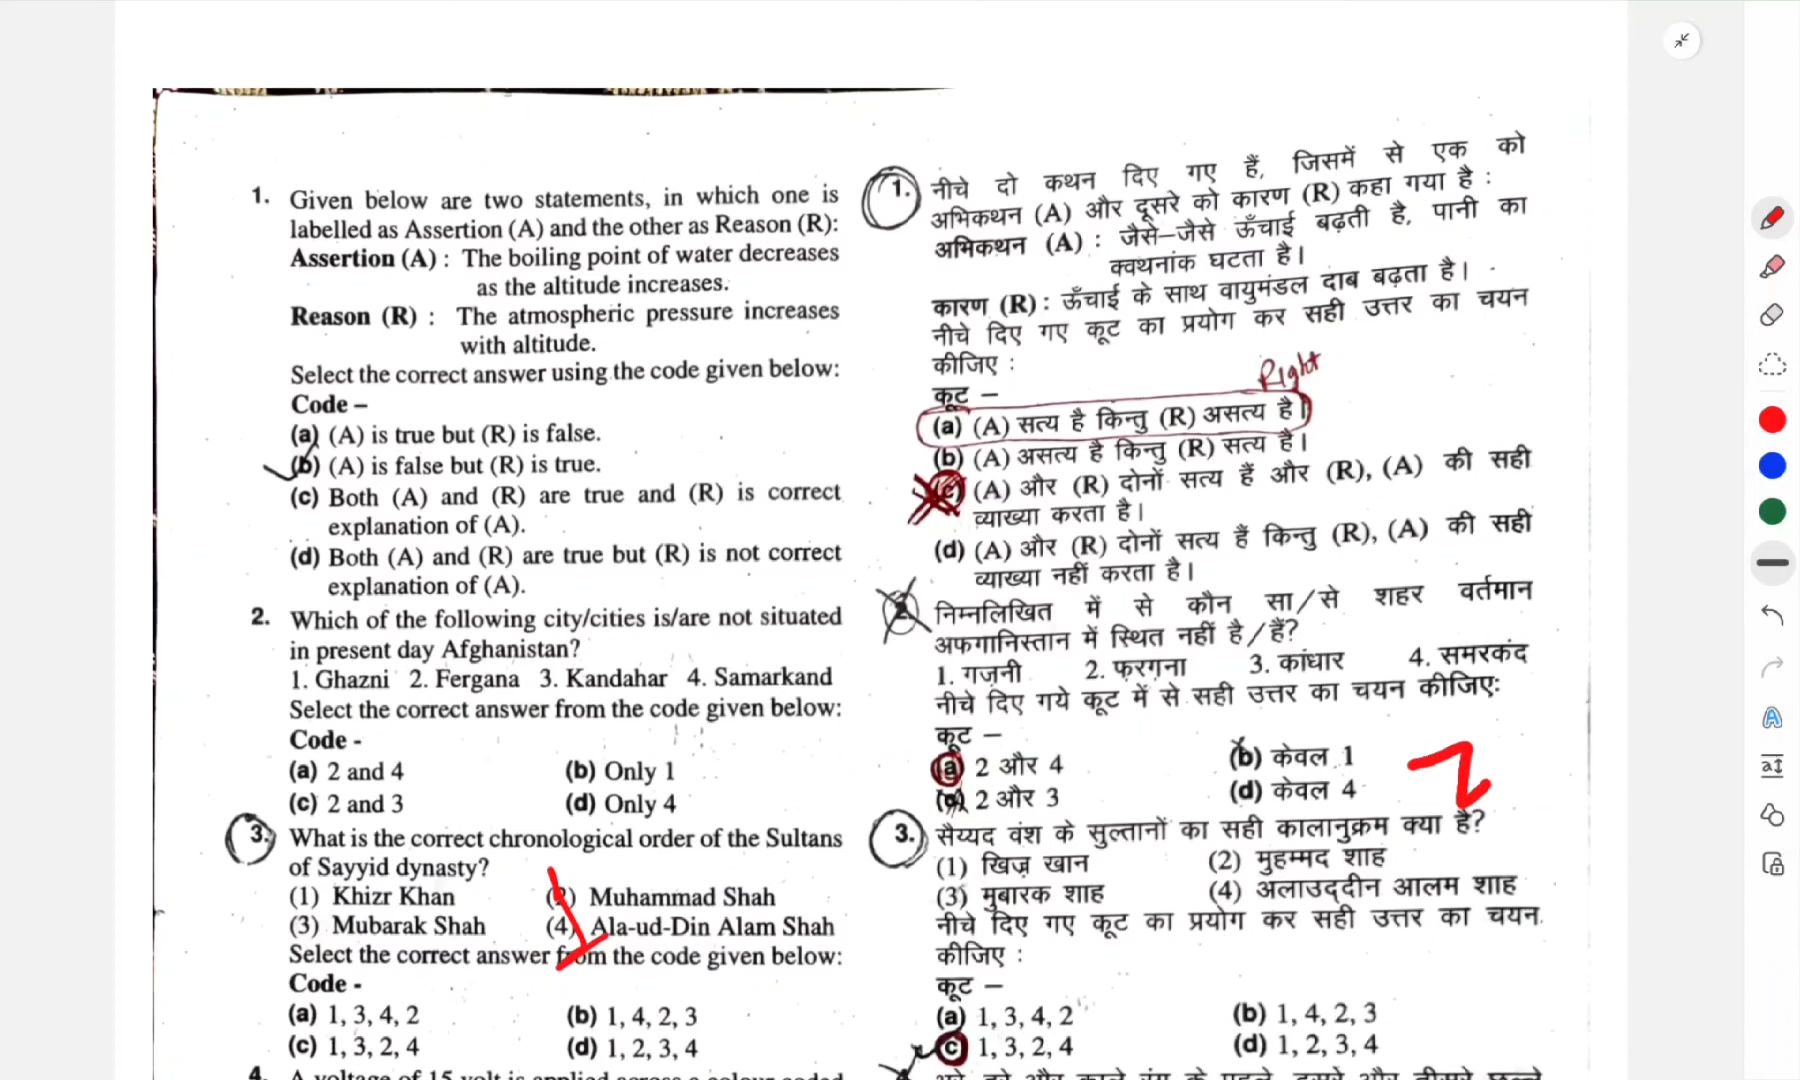 1. Given below are two statements, in which one is
labelled as Assertion (A) and the other as Reason (R):
Assertion (A) : The boiling point of water decreases
as the altitude increases.
Reason (R) : The atmospheric pressure increases
with altitude.
Select the correct answer using the code given below:
Code –
(a) (A) is true but (R) is false.
(b) (A) is false but (R) is true.
(c) Both (A) and (R) are true and (R) is correct
explanation of (A).
(d) Both (A) and (R) are true but (R) is not correct
explanation of (A).
2. Which of the following city/cities is/are not situated
in present day Afghanistan?
1. Ghazni 2. Fergana 3. Kandahar 4. Samarkand
Select the correct answer from the code given below:
Code -
(a) 2 and 4 (b) Only 1
(c) 2 and 3 (d) Only 4
3. What is the correct chronological order of the Sultans
of Sayyid dynasty?
(1) Khizr Khan (2) Muhammad Shah
(3) Mubarak Shah (4) Ala-ud-Din Alam Shah
Select the correct answer from the code given below:
Code -
(a) 1, 3, 4, 2 (b) 1, 4, 2, 3
(c) 1, 3, 2, 4 (d) 1, 2, 3, 4
4. A voltage of 15 volt is applied across a colour coded
1. नीचे दो कथन दिए गए हैं, जिसमें से एक को
अभिकथन (A) और दूसरे को कारण (R) कहा गया है :
अभिकथन (A) : जैसे–जैसे ऊँचाई बढ़ती है, पानी का
क्वथनांक घटता है।
कारण (R) : ऊँचाई के साथ वायुमंडल दाब बढ़ता है।
नीचे दिए गए कूट का प्रयोग कर सही उत्तर का चयन
कीजिए :
Right
कूट –
(a) (A) सत्य है किन्तु (R) असत्य है।
(b) (A) असत्य है किन्तु (R) सत्य है।
(c) (A) और (R) दोनों सत्य हैं और (R), (A) की सही
व्याख्या करता है।
(d) (A) और (R) दोनों सत्य हैं किन्तु (R), (A) की सही
व्याख्या नहीं करता है।
2. निम्नलिखित में से कौन सा/से शहर वर्तमान
अफगानिस्तान में स्थित नहीं है/हैं?
1. गज़नी 2. फ़रग़ना 3. कांधार 4. समरकंद
नीचे दिए गये कूट में से सही उत्तर का चयन कीजिएः
कूट –
(a) 2 और 4 (b) केवल 1
(c) 2 और 3 (d) केवल 4
3. सैय्यद वंश के सुल्तानों का सही कालानुक्रम क्या है?
(1) खिज़ खान (2) मुहम्मद शाह
(3) मुबारक शाह (4) अलाउद्दीन आलम शाह
नीचे दिए गए कूट का प्रयोग कर सही उत्तर का चयन
कीजिए :
कूट –
(a) 1, 3, 4, 2 (b) 1, 4, 2, 3
(c) 1, 3, 2, 4 (d) 1, 2, 3, 4